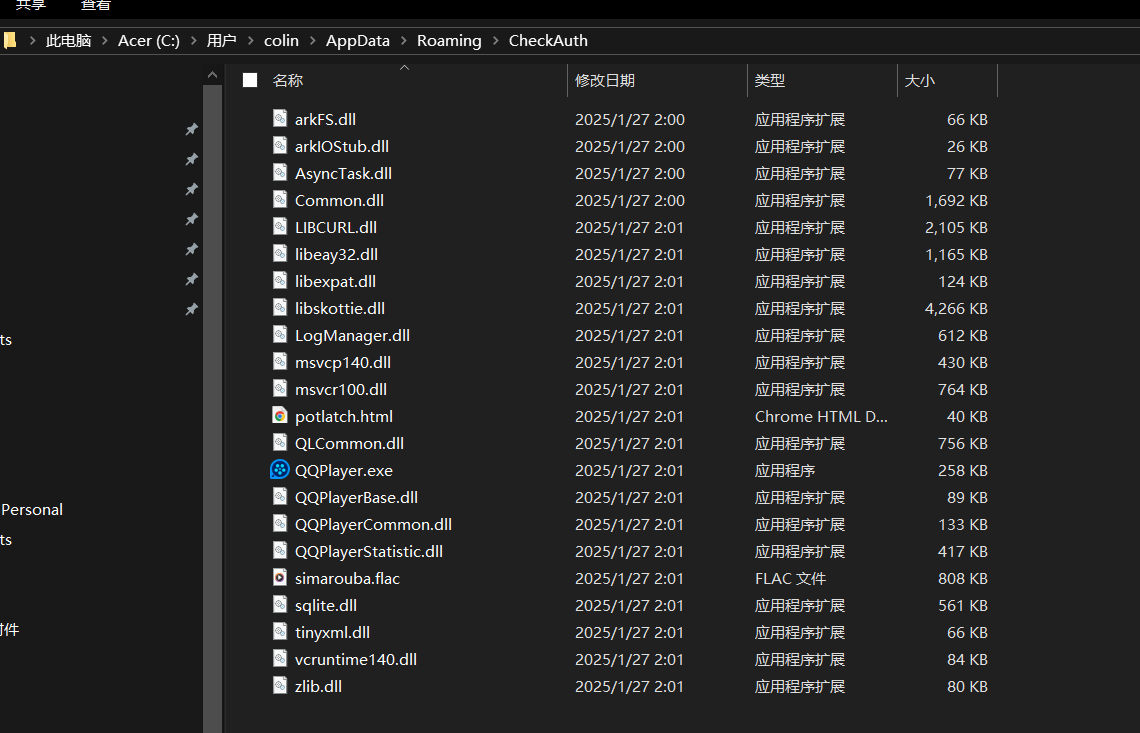 共享 查看
此电脑 > Acer (C:) > 用户 > colin > AppData > Roaming > CheckAuth
名称 修改日期 类型 大小
arkFS.dll 2025/1/27 2:00 应用程序扩展 66 KB
arkIOStub.dll 2025/1/27 2:00 应用程序扩展 26 KB
AsyncTask.dll 2025/1/27 2:00 应用程序扩展 77 KB
Common.dll 2025/1/27 2:00 应用程序扩展 1,692 KB
LIBCURL.dll 2025/1/27 2:01 应用程序扩展 2,105 KB
libeay32.dll 2025/1/27 2:01 应用程序扩展 1,165 KB
libexpat.dll 2025/1/27 2:01 应用程序扩展 124 KB
libskottie.dll 2025/1/27 2:01 应用程序扩展 4,266 KB
ts LogManager.dll 2025/1/27 2:01 应用程序扩展 612 KB
msvcp140.dll 2025/1/27 2:01 应用程序扩展 430 KB
msvcr100.dll 2025/1/27 2:01 应用程序扩展 764 KB
potlatch.html 2025/1/27 2:01 Chrome HTML D... 40 KB
QLCommon.dll 2025/1/27 2:01 应用程序扩展 756 KB
QQPlayer.exe 2025/1/27 2:01 应用程序 258 KB
QQPlayerBase.dll 2025/1/27 2:01 应用程序扩展 89 KB
Personal
QQPlayerCommon.dll 2025/1/27 2:01 应用程序扩展 133 KB
ts
QQPlayerStatistic.dll 2025/1/27 2:01 应用程序扩展 417 KB
simarouba.flac 2025/1/27 2:01 FLAC 文件 808 KB
sqlite.dll 2025/1/27 2:01 应用程序扩展 561 KB
件 tinyxml.dll 2025/1/27 2:01 应用程序扩展 66 KB
vcruntime140.dll 2025/1/27 2:01 应用程序扩展 84 KB
zlib.dll 2025/1/27 2:01 应用程序扩展 80 KB